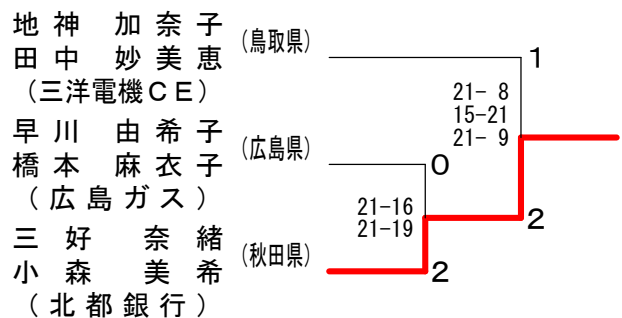 地神 加奈子
田中 妙美恵
(鳥取県)
(三洋電機CE)
早川 由希子
橋本 麻衣子
(広島県)
(広島ガス)
三好 奈緒
小森 美希
(秋田県)
(北都銀行)
1
21- 8
15-21
21- 9
0
21-16
21-19
2
2